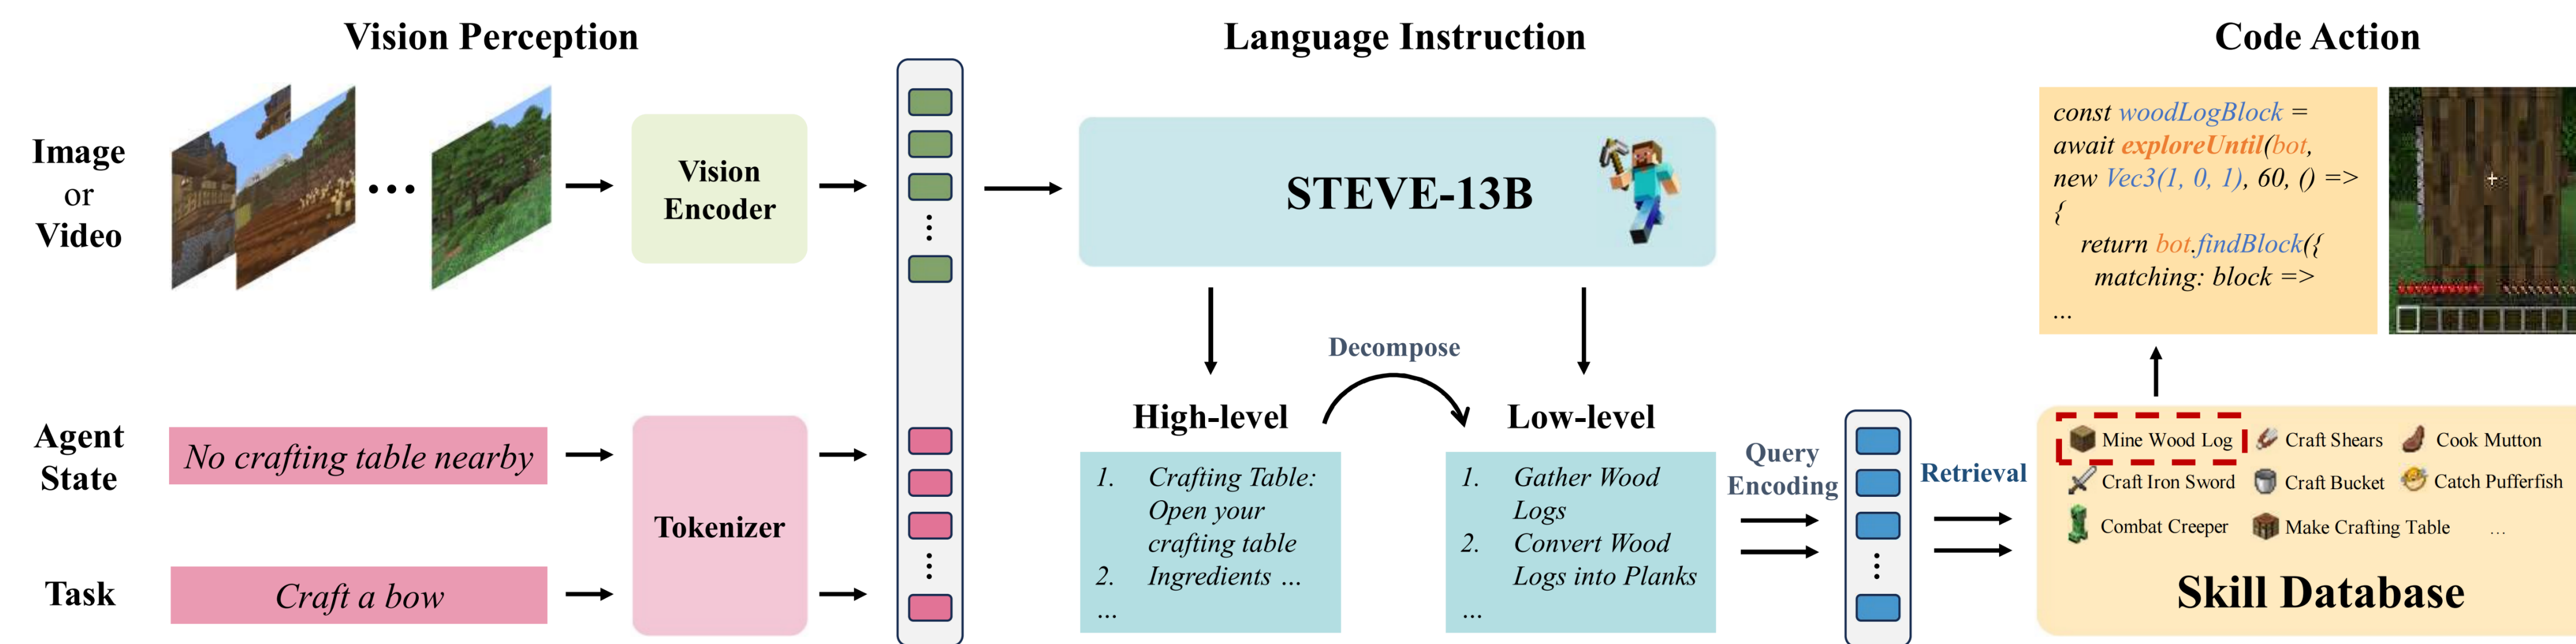 Vision Perception
Language Instruction
Code Action
Image
or
Video
Vision
Encoder
STEVE-13B
const woodLogBlock =
await exploreUntil(bot,
new Vec3(1, 0, 1), 60, () =>
{
return bot.findBlock({
matching: block =>
...
Agent
State
No crafting table nearby
Task
Craft a bow
Tokenizer
Decompose
High-level
1. Crafting Table:
Open your
crafting table
2. Ingredients ...
...
Low-level
1. Gather Wood
Logs
2. Convert Wood
Logs into Planks
...
Query
Encoding
Retrieval
Mine Wood Log
Craft Shears
Cook Mutton
Craft Iron Sword
Craft Bucket
Catch Pufferfish
Combat Creeper
Make Crafting Table
...
Skill Database